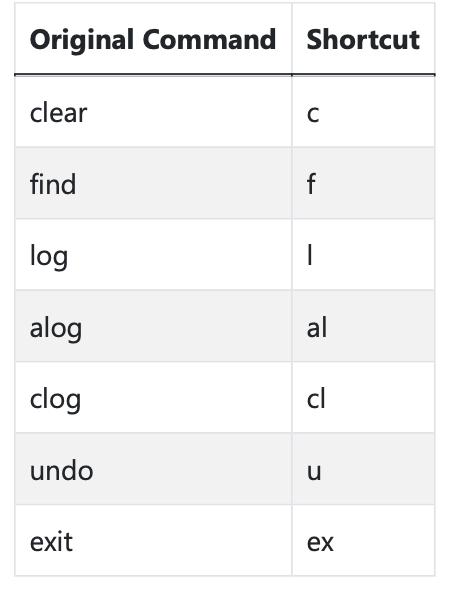 Original Command Shortcut
clear c
find f
log l
alog al
clog cl
undo u
exit ex